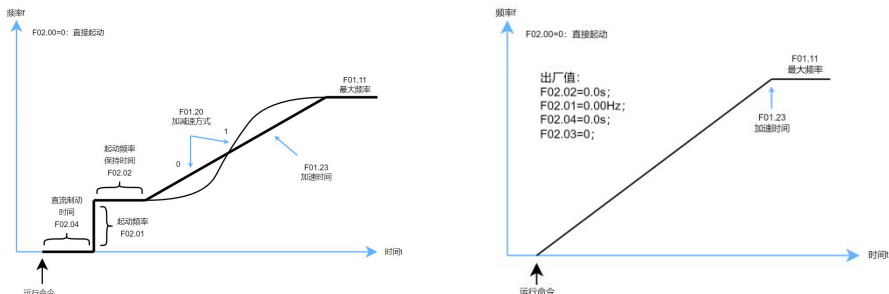 频率f
F02.00=0：直接起动
F01.11
最大频率
F01.20
加减速方式
1
0
起动频率
保持时间
F02.02
F01.23
加速时间
直流制动
时间
F02.04
起动频率
F02.01
时间t
运行命令
频率f
F02.00=0：直接起动
出厂值：
F02.02=0.0s；
F02.01=0.00Hz；
F02.04=0.0s；
F02.03=0；
F01.11
最大频率
F01.23
加速时间
时间t
运行命令